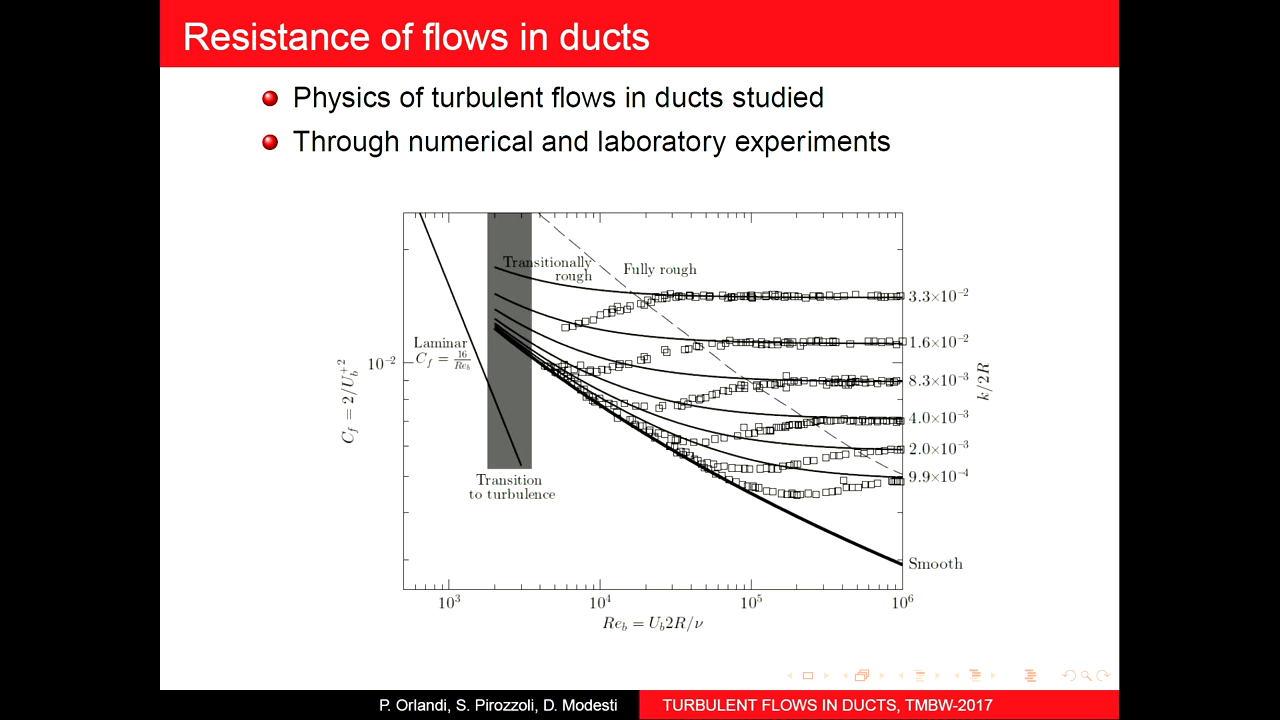 Resistance of flows in ducts
Physics of turbulent flows in ducts studied
Through numerical and laboratory experiments
Transitionally
rough
Fully rough
3.3×10⁻²
Laminar
C_f = 16/Re_b
1.6×10⁻²
10⁻²
8.3×10⁻³
C_f = 2/U_b^{+2}
k/2R
4.0×10⁻³
2.0×10⁻³
9.9×10⁻⁴
Transition
to turbulence
Smooth
10³ 10⁴ 10⁵ 10⁶
Re_b = U_b2R/ν
P. Orlandi, S. Pirozzoli, D. Modesti
TURBULENT FLOWS IN DUCTS, TMBW-2017